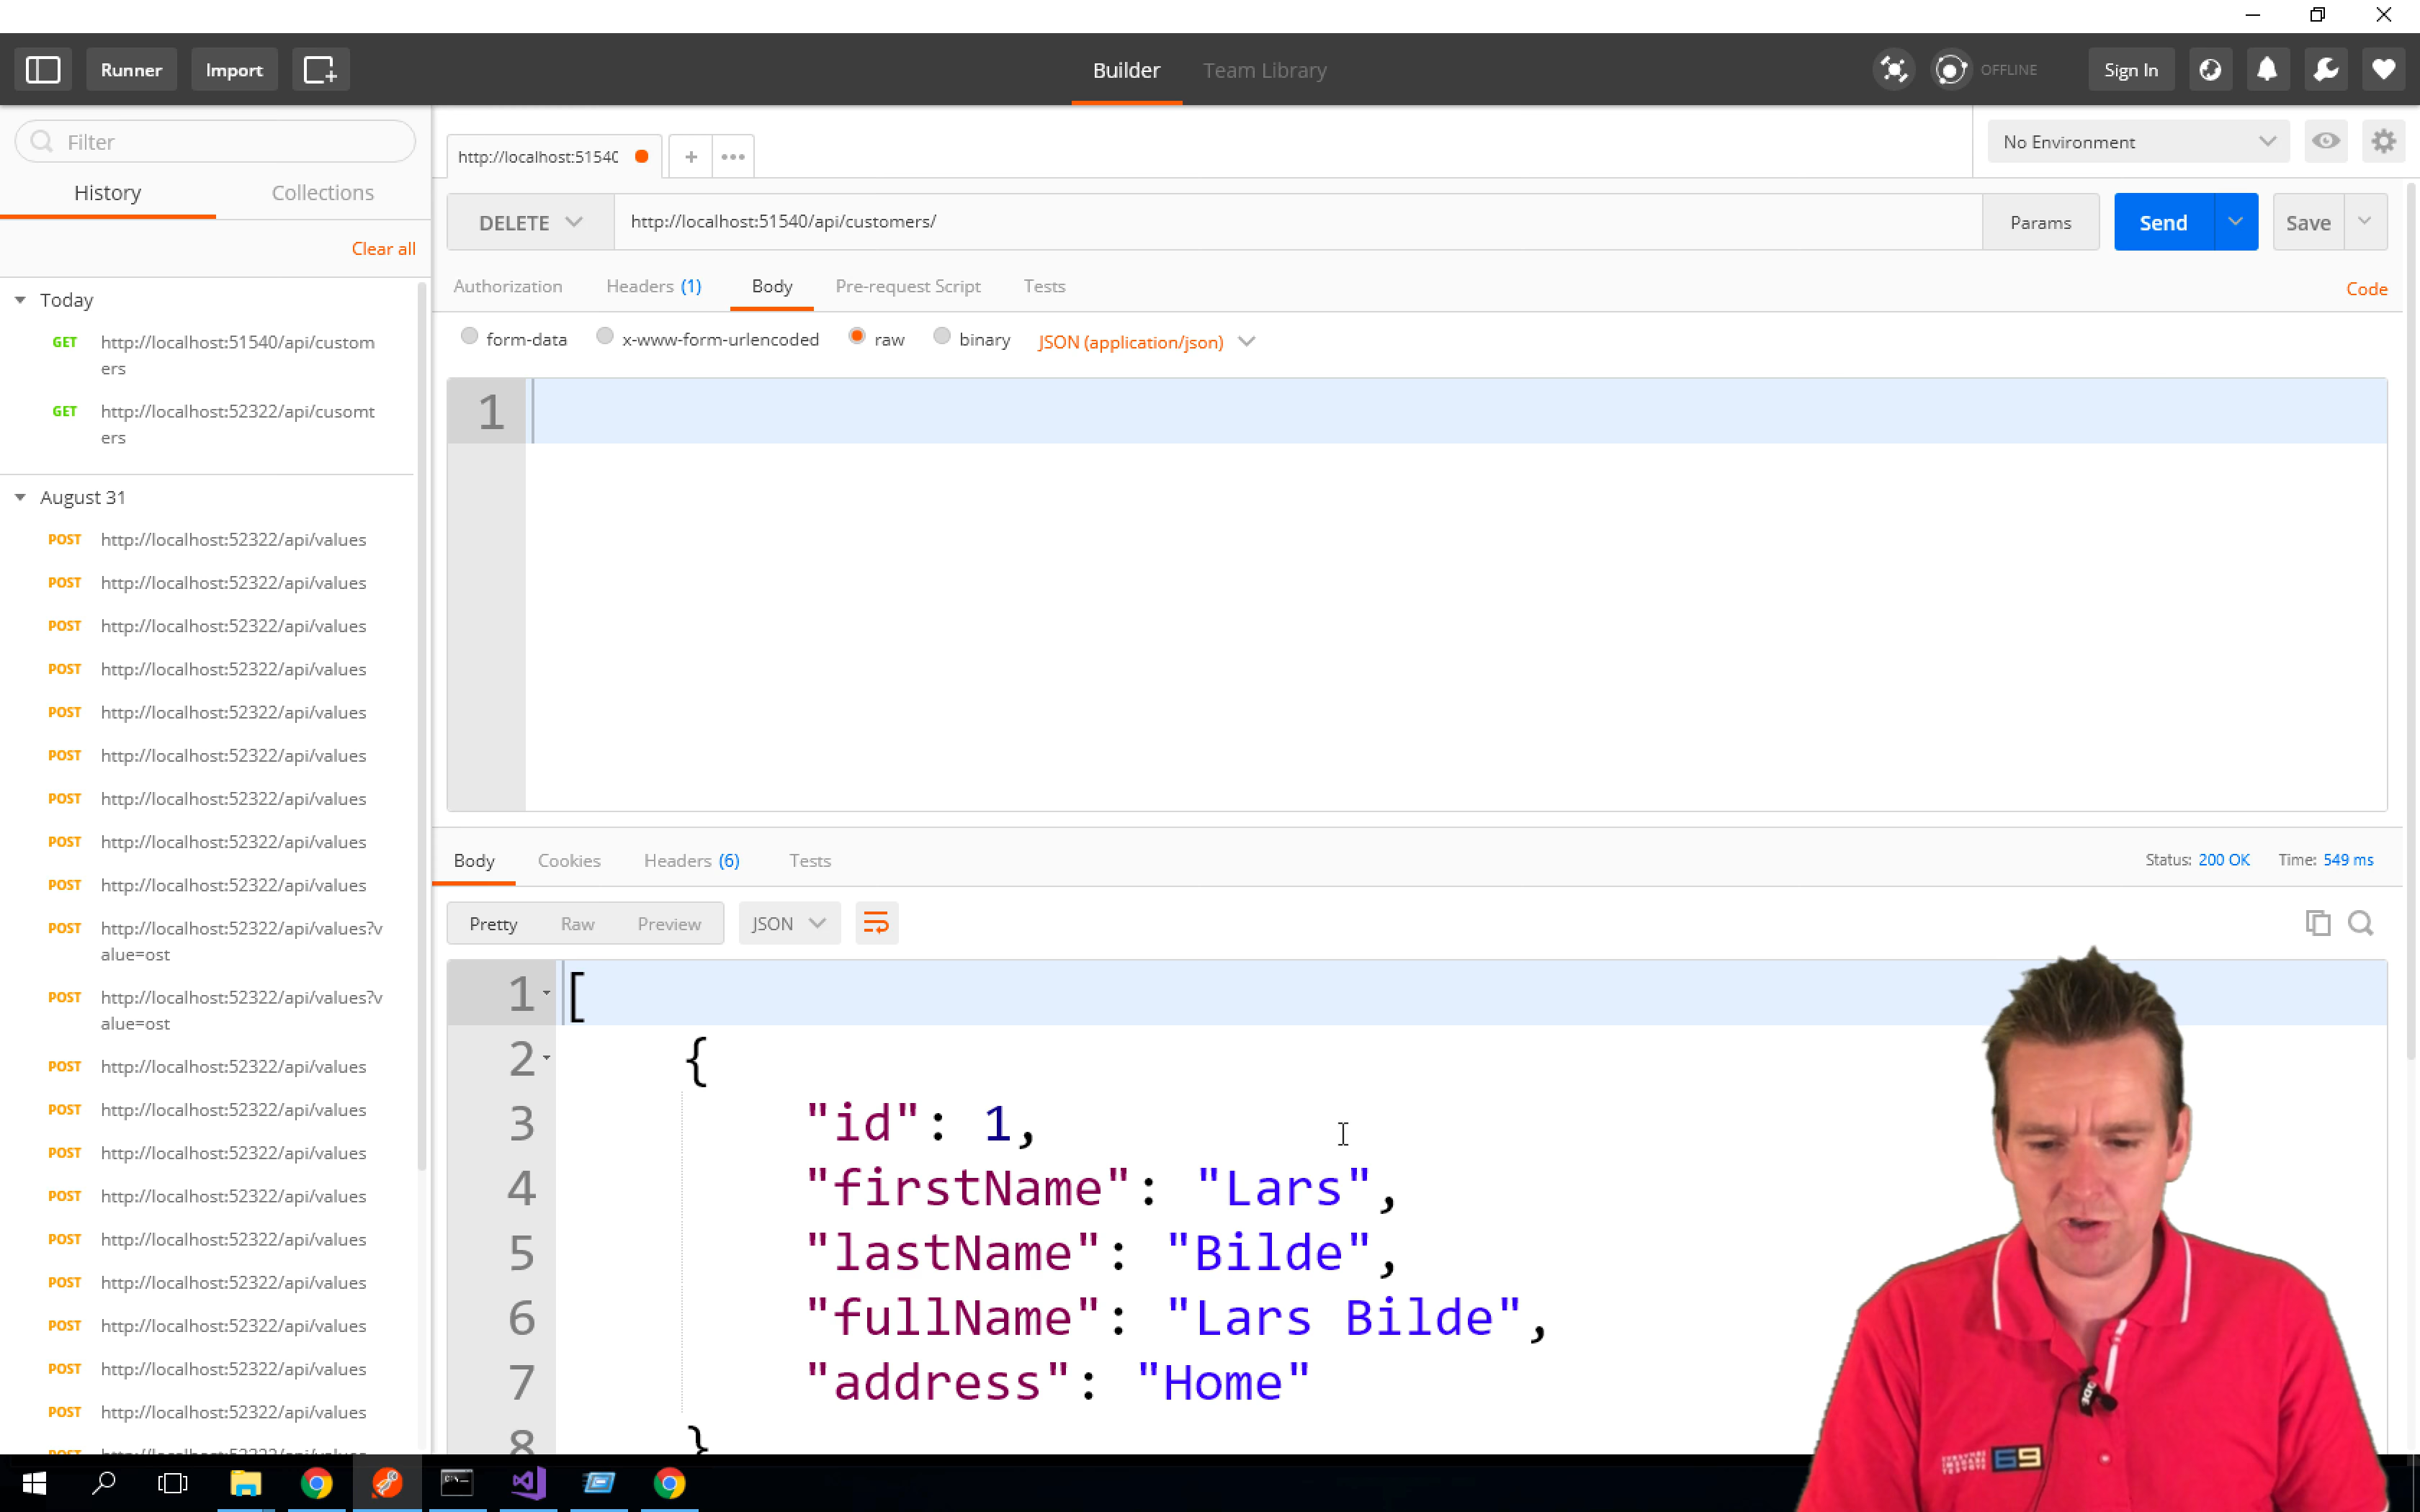 Runner
Import
Builder
Team Library
OFFLINE
Sign In
Filter
History
Collections
Clear all
Today
GET http://localhost:51540/api/custom
ers
GET http://localhost:52322/api/cusomt
ers
August 31
POST http://localhost:52322/api/values
POST http://localhost:52322/api/values
POST http://localhost:52322/api/values
POST http://localhost:52322/api/values
POST http://localhost:52322/api/values
POST http://localhost:52322/api/values
POST http://localhost:52322/api/values
POST http://localhost:52322/api/values
POST http://localhost:52322/api/values
POST http://localhost:52322/api/values?v
alue=ost
POST http://localhost:52322/api/values?v
alue=ost
POST http://localhost:52322/api/values
POST http://localhost:52322/api/values
POST http://localhost:52322/api/values
POST http://localhost:52322/api/values
POST http://localhost:52322/api/values
POST http://localhost:52322/api/values
POST http://localhost:52322/api/values
POST http://localhost:52322/api/values
POST http://localhost:52322/api/values
http://localhost:5154
No Environment
DELETE
http://localhost:51540/api/customers/
Params
Send
Save
Authorization
Headers (1)
Body
Pre-request Script
Tests
Code
form-data
x-www-form-urlencoded
raw
binary
JSON (application/json)
1
Body
Cookies
Headers (6)
Tests
Status: 200 OK
Time: 549 ms
Pretty
Raw
Preview
JSON
1 [
2 {
3 "id": 1,
4 "firstName": "Lars",
5 "lastName": "Bilde",
6 "fullName": "Lars Bilde",
7 "address": "Home"
8 }
69